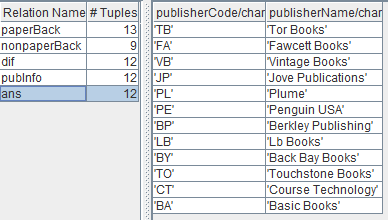 Relation Name # Tuples
paperBack 13
nonpaperBack 9
dif 12
pubInfo 12
ans 12
publisherCode/char publisherName/char
'TB' 'Tor Books'
'FA' 'Fawcett Books'
'VB' 'Vintage Books'
'JP' 'Jove Publications'
'PL' 'Plume'
'PE' 'Penguin USA'
'BP' 'Berkley Publishing'
'LB' 'Lb Books'
'BY' 'Back Bay Books'
'TO' 'Touchstone Books'
'CT' 'Course Technology'
'BA' 'Basic Books'